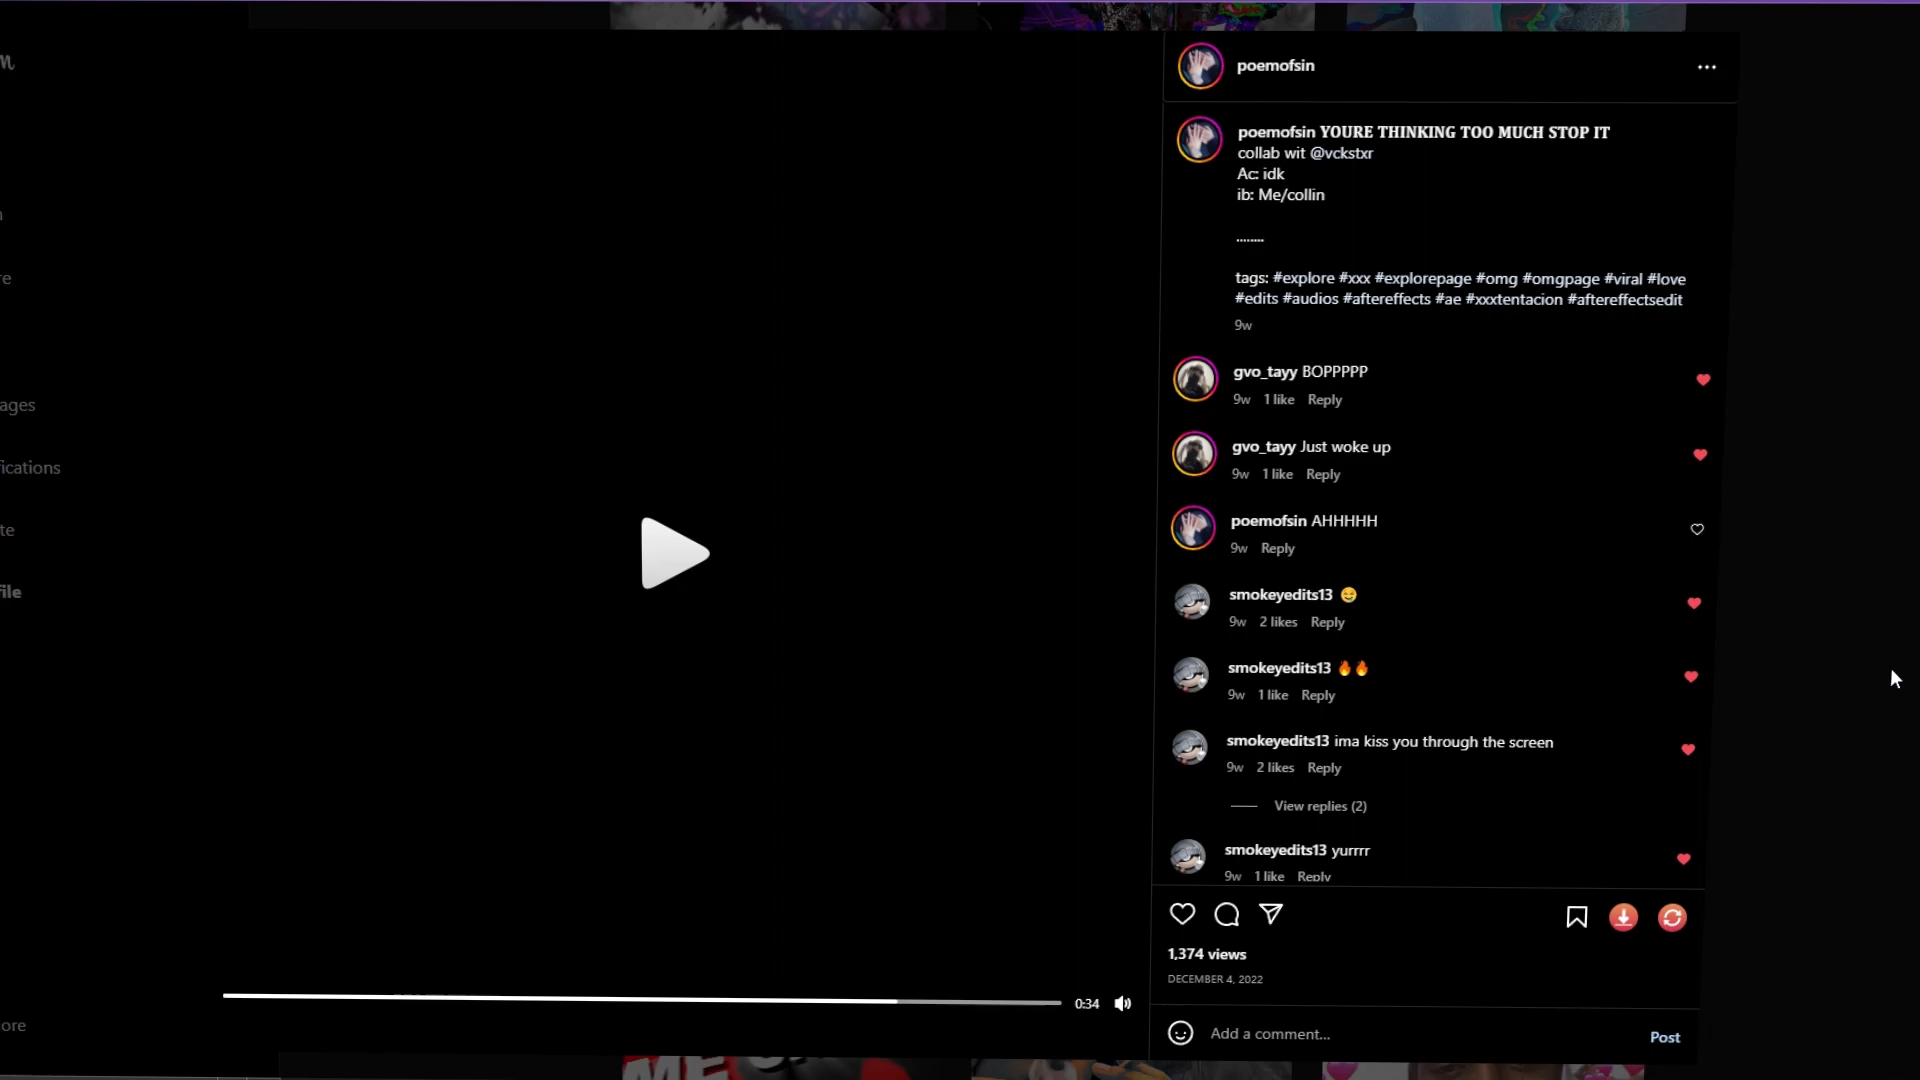 poemofsin
poemofsin YOURE THINKING TOO MUCH STOP IT
collab wit @vckstxr
Ac: idk
ib: Me/collin
........
tags: #explore #xxx #explorepage #omg #omgpage #viral #love
#edits #audios #aftereffects #ae #xxxtentacion #aftereffectsedit
9w
gvo_tayy BOPPPPP
9w 1 like Reply
gvo_tayy Just woke up
9w 1 like Reply
poemofsin AHHHHH
9w Reply
smokeyedits13 🤣
9w 2 likes Reply
smokeyedits13 🔥🔥
9w 1 like Reply
smokeyedits13 ima kiss you through the screen
9w 2 likes Reply
View replies (2)
smokeyedits13 yurrrr
9w 1 like Reply
1,374 views
DECEMBER 4, 2022
Add a comment...
Post
0:34
m
re
ages
ications
te
file
ore
ME